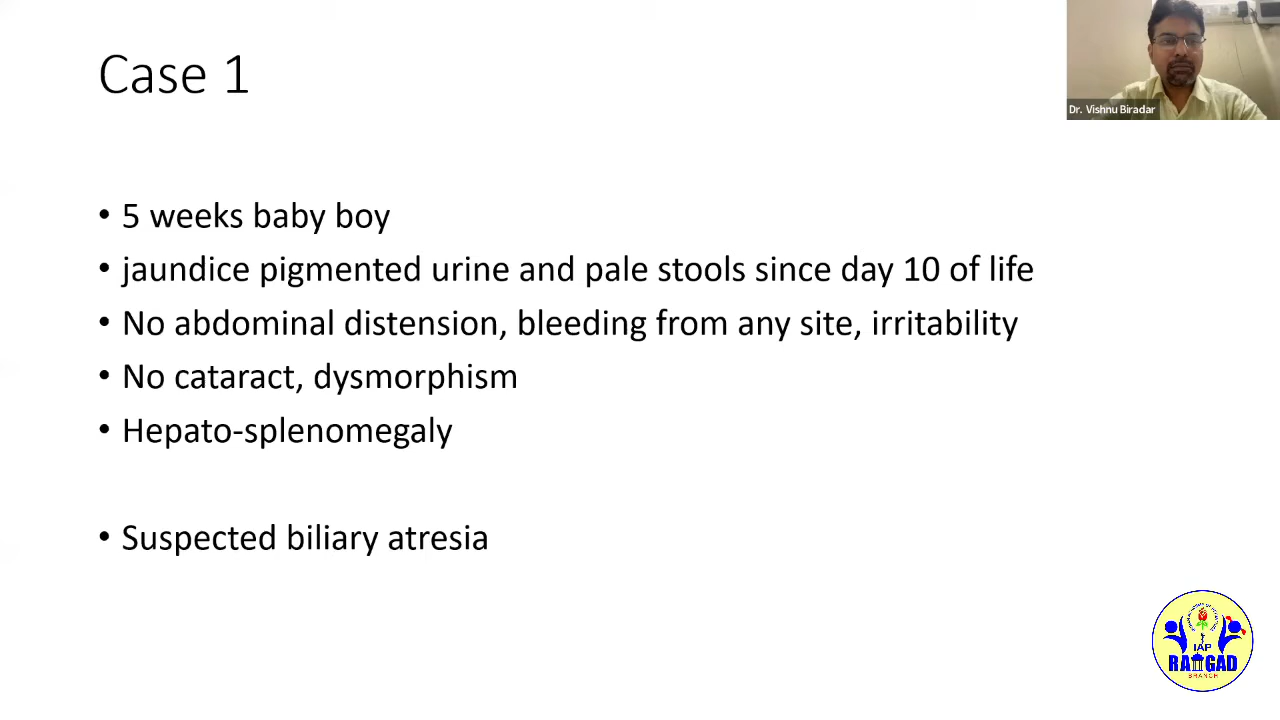 Case 1
Dr. Vishnu Biradar
• 5 weeks baby boy
• jaundice pigmented urine and pale stools since day 10 of life
• No abdominal distension, bleeding from any site, irritability
• No cataract, dysmorphism
• Hepato-splenomegaly
• Suspected biliary atresia
IAP
RAIGAD
BRANCH